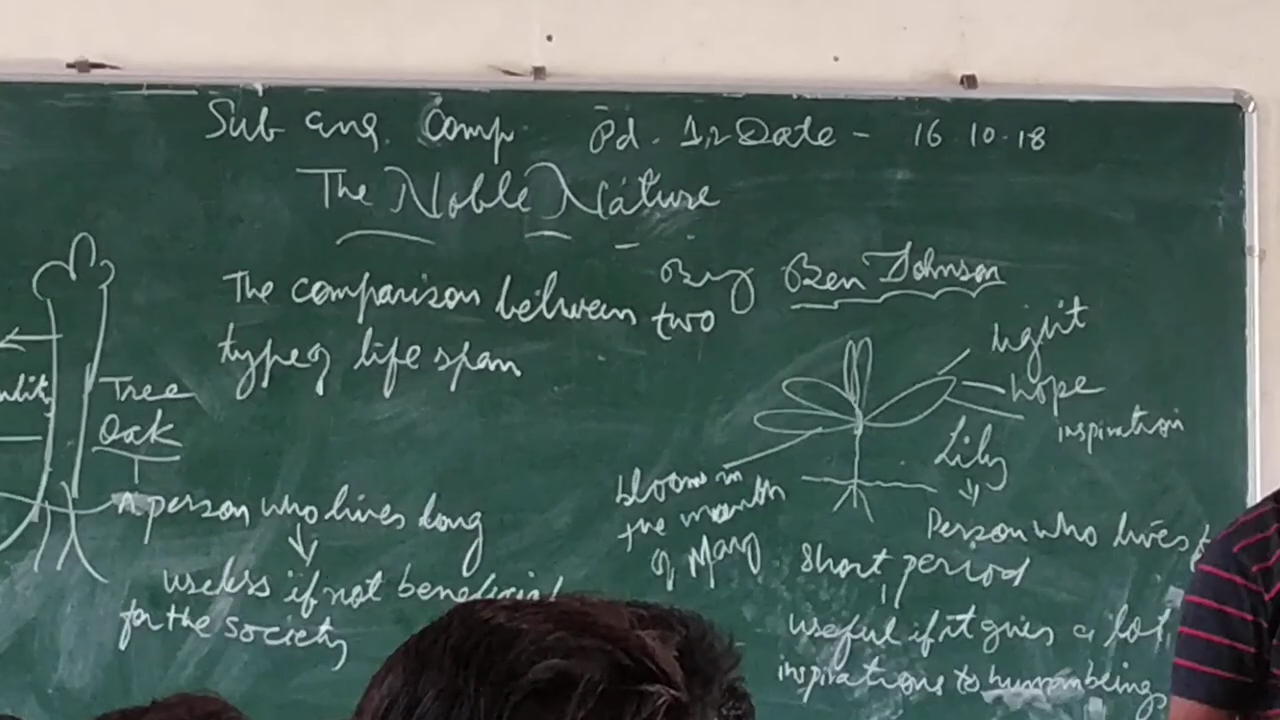 Sub Eng. Comp. Pd. 1,2 Date - 16.10.18
The Noble Nature
By Ben Johnson
The comparison between two
type of life span
Tree
Oak
A person who lives long
useless if not beneficial
for the society
Light
hope
inspiration
Lily
blooms in
the month
of May
Person who lives
short period
useful if it gives a lot
inspirations to human being